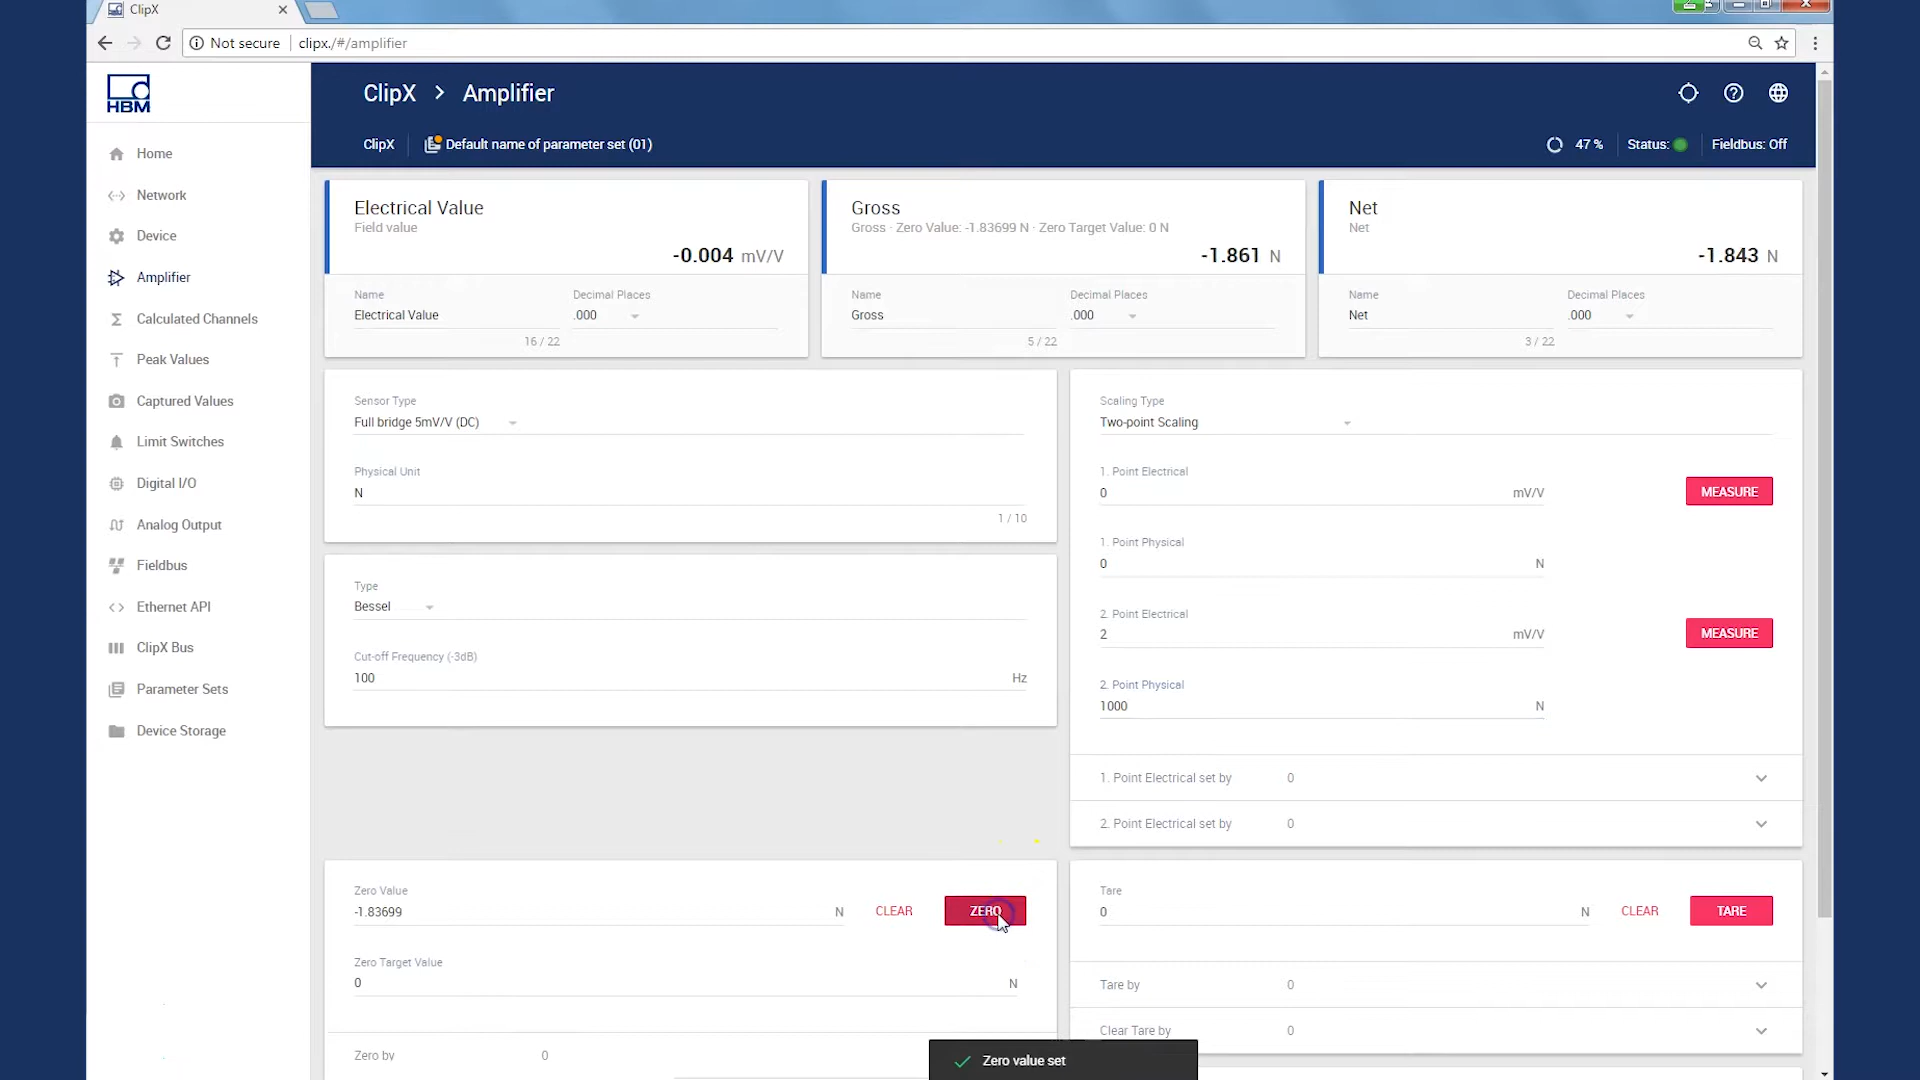 ClipX
Not secure
clipx./#/amplifier
HBM
ClipX > Amplifier
ClipX
Default name of parameter set (01)
47 %
Status:
Fieldbus: Off
Home
Network
Device
Amplifier
Calculated Channels
Peak Values
Captured Values
Limit Switches
Digital I/O
Analog Output
Fieldbus
Ethernet API
ClipX Bus
Parameter Sets
Device Storage
Electrical Value
Field value
-0.004 mV/V
Name
Decimal Places
Electrical Value
.000
16 / 22
Gross
Gross · Zero Value: -1.83699 N · Zero Target Value: 0 N
-1.861 N
Name
Decimal Places
Gross
.000
5 / 22
Net
Net
-1.843 N
Name
Decimal Places
Net
.000
3 / 22
Sensor Type
Full bridge 5mV/V (DC)
Physical Unit
N
1 / 10
Type
Bessel
Cut-off Frequency (-3dB)
100 Hz
Scaling Type
Two-point Scaling
1. Point Electrical
0 mV/V
MEASURE
1. Point Physical
0 N
2. Point Electrical
2 mV/V
MEASURE
2. Point Physical
1000 N
1. Point Electrical set by 0
2. Point Electrical set by 0
Zero Value
-1.83699 N
CLEAR
ZERO
Zero Target Value
0 N
Zero by 0
Tare
0 N
CLEAR
TARE
Tare by 0
Clear Tare by 0
Zero value set